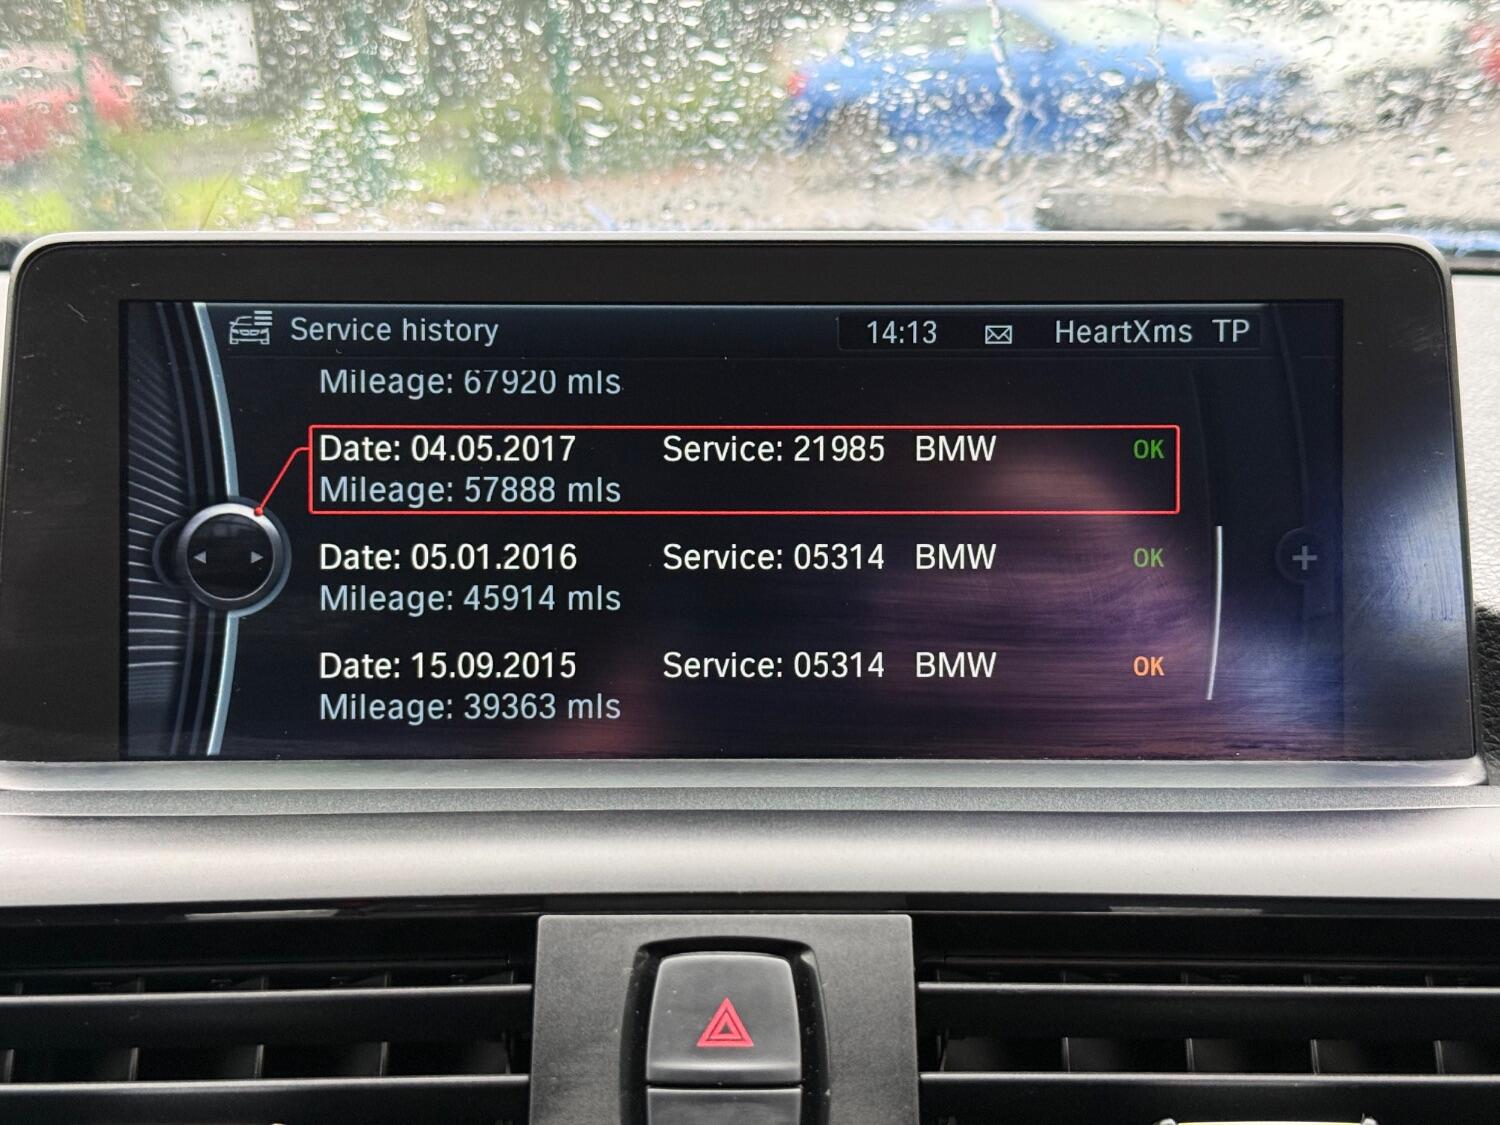 Service history 14:13 HeartXms TP
Mileage: 67920 mls
Date: 04.05.2017 Service: 21985 BMW OK
Mileage: 57888 mls
Date: 05.01.2016 Service: 05314 BMW OK
Mileage: 45914 mls
Date: 15.09.2015 Service: 05314 BMW OK
Mileage: 39363 mls